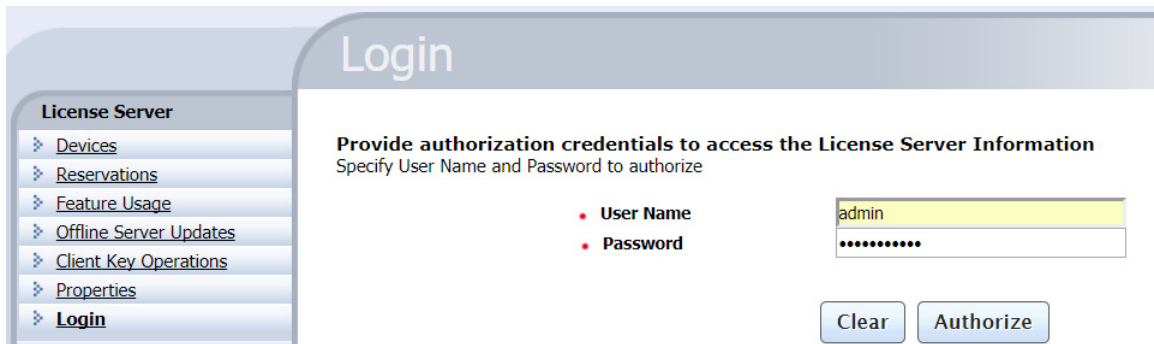 Login
License Server
Devices
Reservations
Feature Usage
Offline Server Updates
Client Key Operations
Properties
Login
Provide authorization credentials to access the License Server Information
Specify User Name and Password to authorize
User Name admin
Password •••••••••••
Clear Authorize